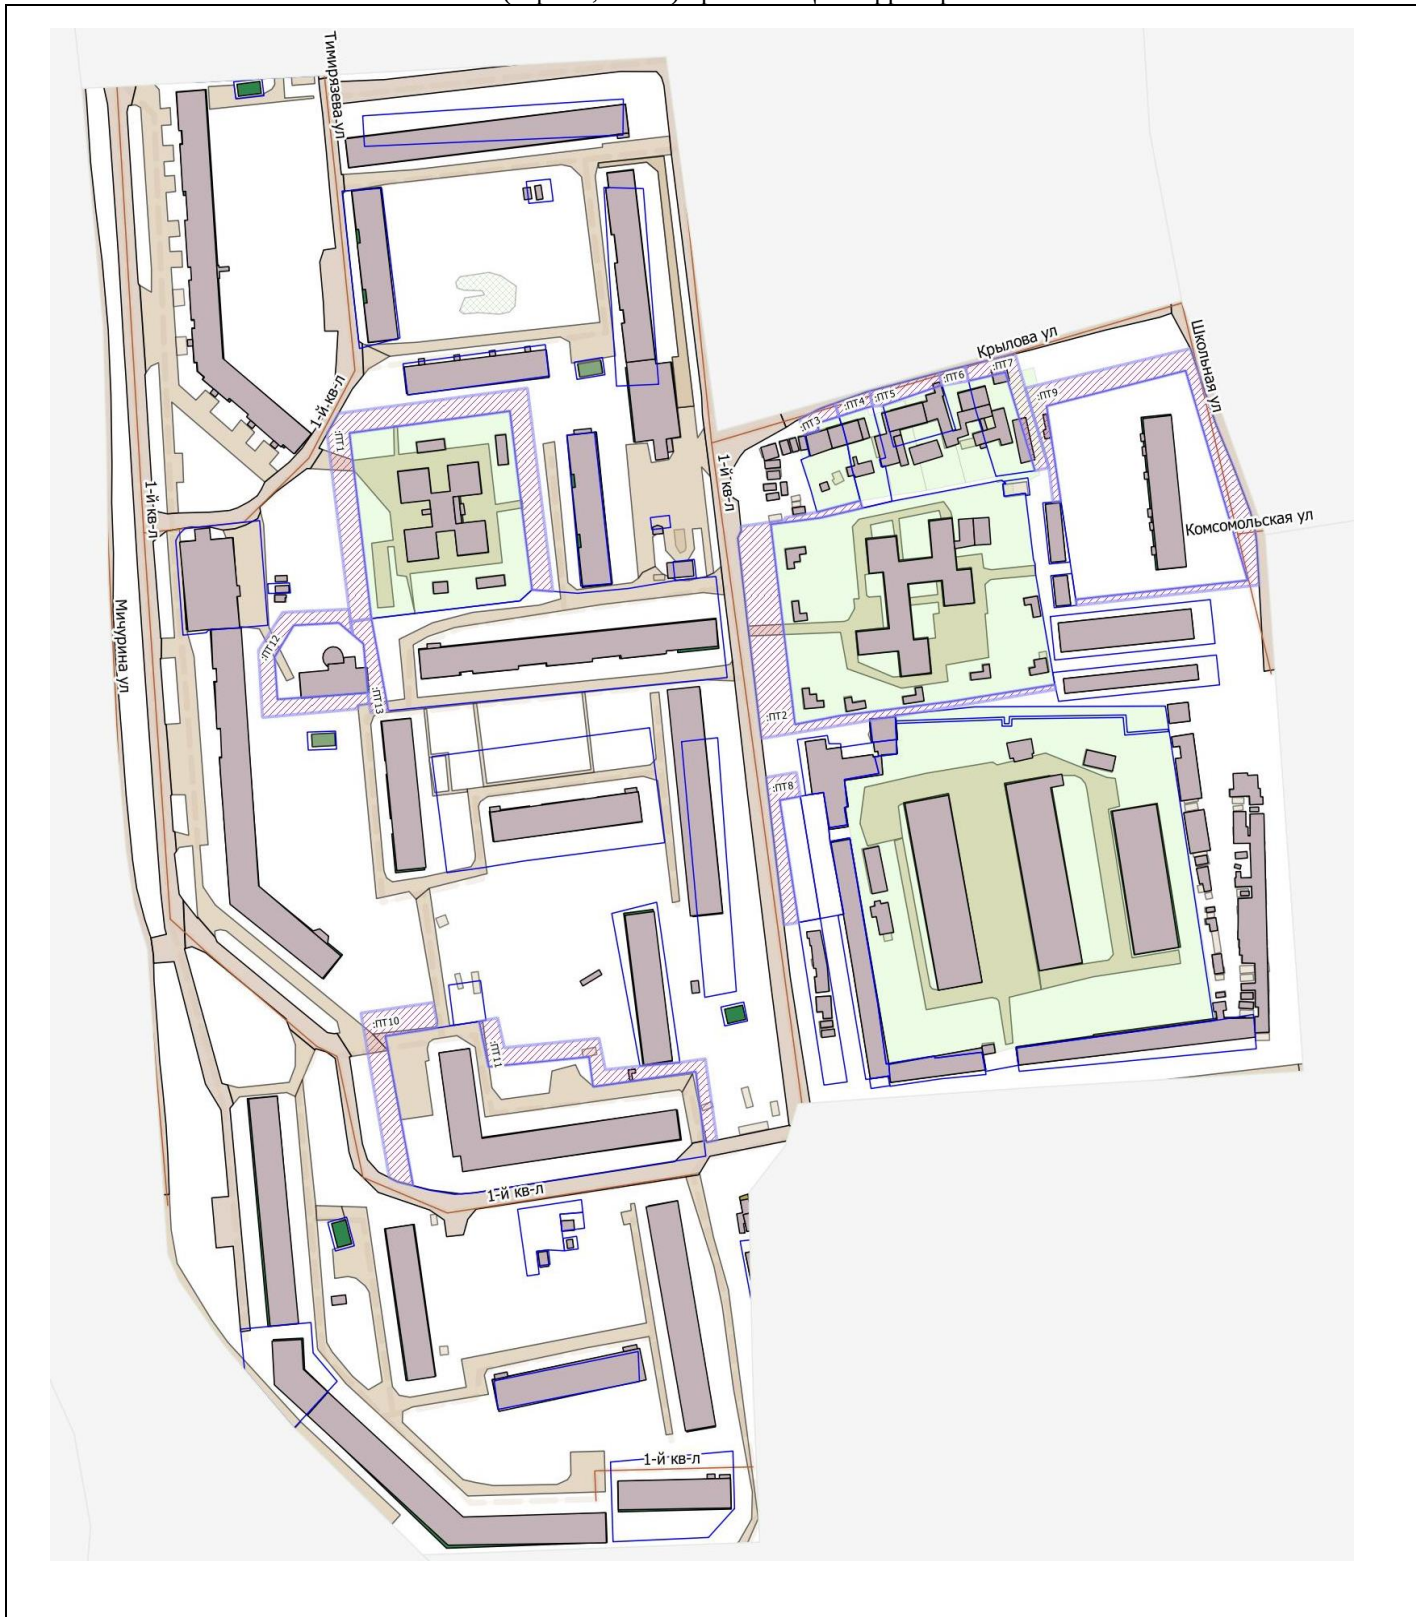 Тимирязева ул
Крылова ул
Школьная ул
:ПТ7
:ПТ6
:ПТ5
:ПТ4
:ПТ3
:ПТ9
1-й кв-л
:ПТ1
1-й кв-л
1-й кв-л
Комсомольская ул
Мичурина ул
:ПТ12
:ПТ13
:ПТ2
:ПТ8
:ПТ10
:ПТ11
1-й кв-л
1-й кв-л